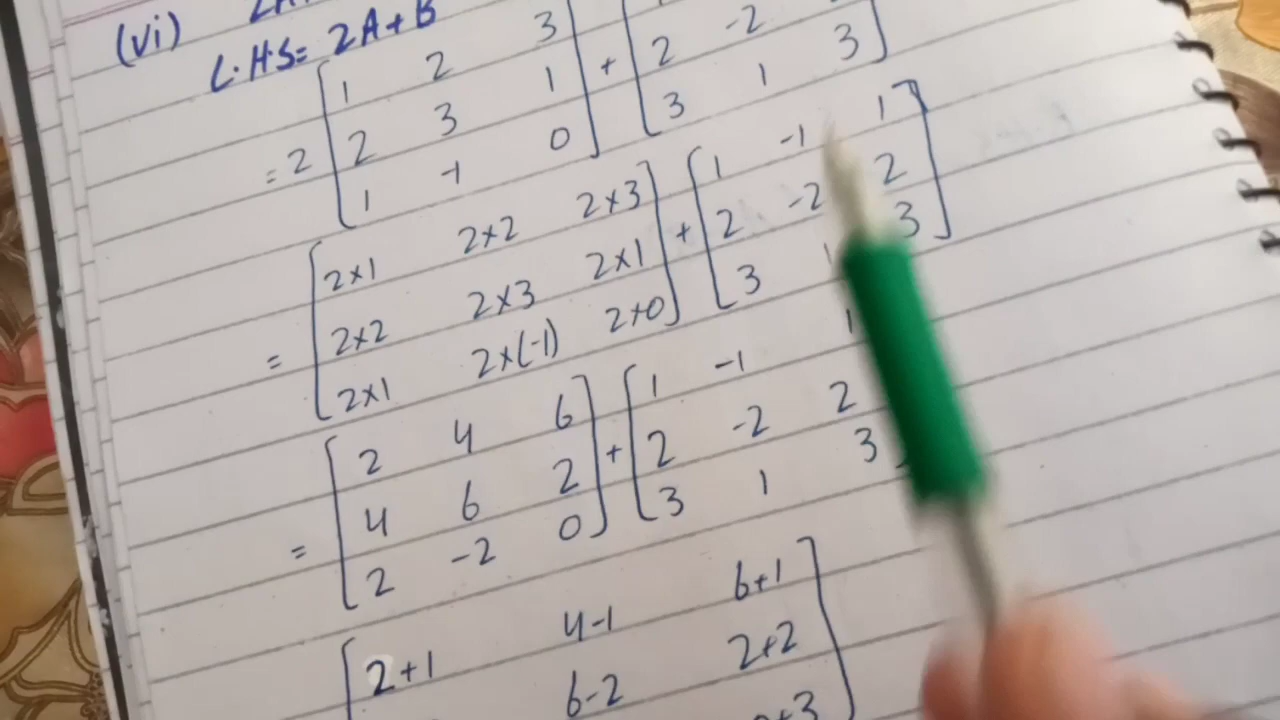 (vi)
L.H.S = 2A+B
= 2 [1 2 3] + [
[2 3 1] [2 -2
[1 -1 0] [3 1 3]
= [2×1 2×2 2×3] + [1 -1 1]
[2×2 2×3 2×1] [2 -2 2]
[2×1 2×(-1) 2×0] [3 1 3]
= [2 4 6] + [1 -1 1
[4 6 2] [2 -2 2
[2 -2 0] [3 1 3
[2+1 4-1 6+1]
6-2 2+2